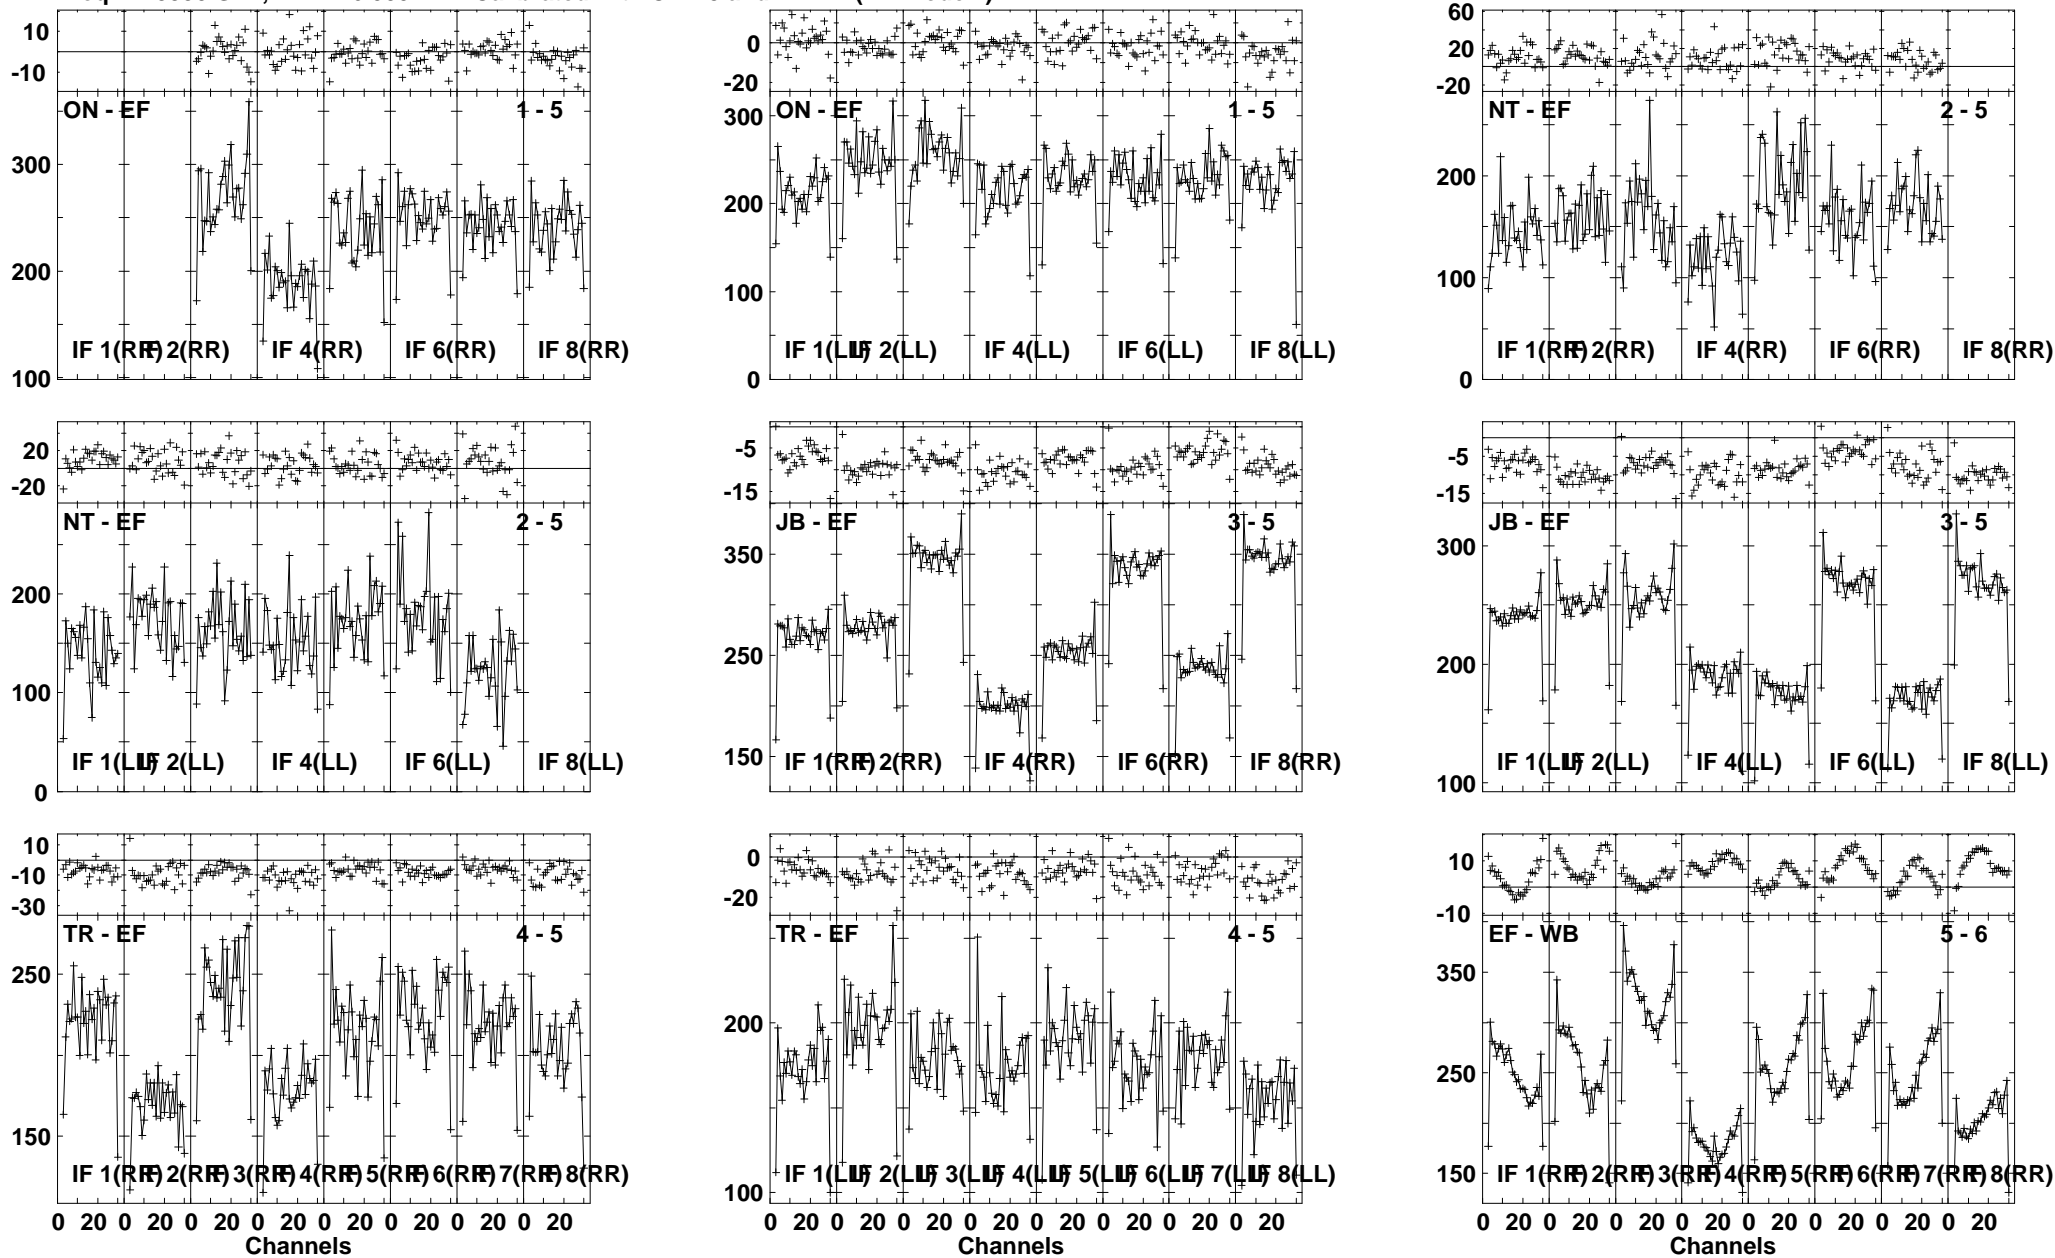 10
-10
ON - EF
1 - 5
300
200
100
IF 1(RR)
IF 2(RR)
IF 4(RR)
IF 6(RR)
IF 8(RR)
0
-20
ON - EF
1 - 5
300
200
100
0
IF 1(LL)
IF 2(LL)
IF 4(LL)
IF 6(LL)
IF 8(LL)
60
20
-20
NT - EF
2 - 5
200
100
0
IF 1(RR)
IF 2(RR)
IF 4(RR)
IF 6(RR)
IF 8(RR)
20
-20
NT - EF
2 - 5
200
100
0
IF 1(LL)
IF 2(LL)
IF 4(LL)
IF 6(LL)
IF 8(LL)
-5
-15
JB - EF
3 - 5
350
250
150
IF 1(RR)
IF 2(RR)
IF 4(RR)
IF 6(RR)
IF 8(RR)
-5
-15
JB - EF
3 - 5
300
200
100
IF 1(LL)
IF 2(LL)
IF 4(LL)
IF 6(LL)
IF 8(LL)
10
-10
-30
TR - EF
4 - 5
250
150
IF 1(RR)
IF 2(RR)
IF 3(RR)
IF 4(RR)
IF 5(RR)
IF 6(RR)
IF 7(RR)
IF 8(RR)
0 20 0 20 0 20 0 20 0 20 0 20 0 20 0 20
Channels
0
-20
TR - EF
4 - 5
200
100
IF 1(LL)
IF 2(LL)
IF 3(LL)
IF 4(LL)
IF 5(LL)
IF 6(LL)
IF 7(LL)
IF 8(LL)
0 20 0 20 0 20 0 20 0 20 0 20 0 20 0 20
Channels
10
-10
EF - WB
5 - 6
350
250
150
IF 1(RR)
IF 2(RR)
IF 3(RR)
IF 4(RR)
IF 5(RR)
IF 6(RR)
IF 7(RR)
IF 8(RR)
0 20 0 20 0 20 0 20 0 20 0 20 0 20 0 20
Channels